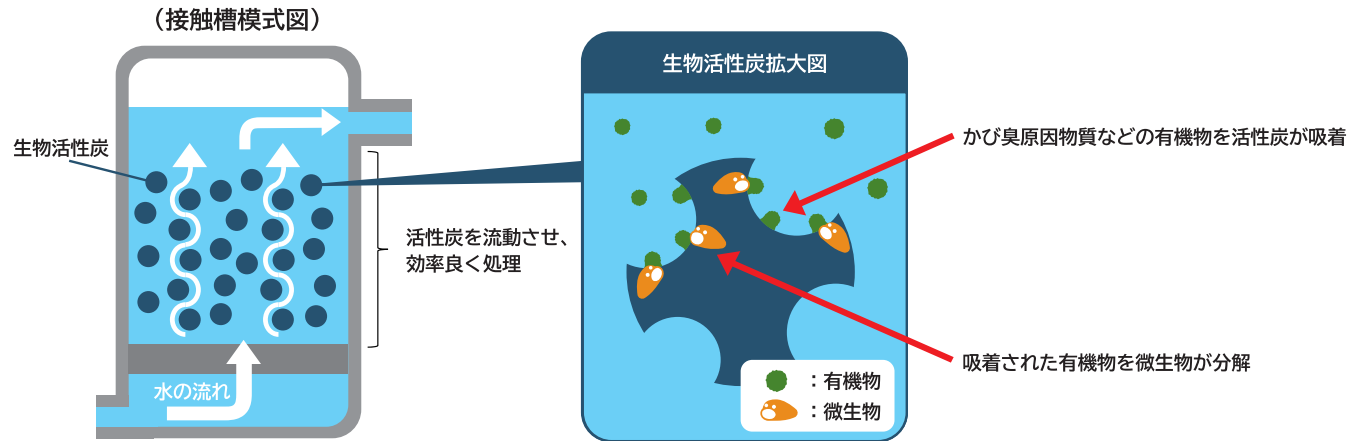 (接触槽模式図)
生物活性炭
活性炭を流動させ、
効率良く処理
水の流れ
生物活性炭拡大図
かび臭原因物質などの有機物を活性炭が吸着
吸着された有機物を微生物が分解
：有機物
：微生物